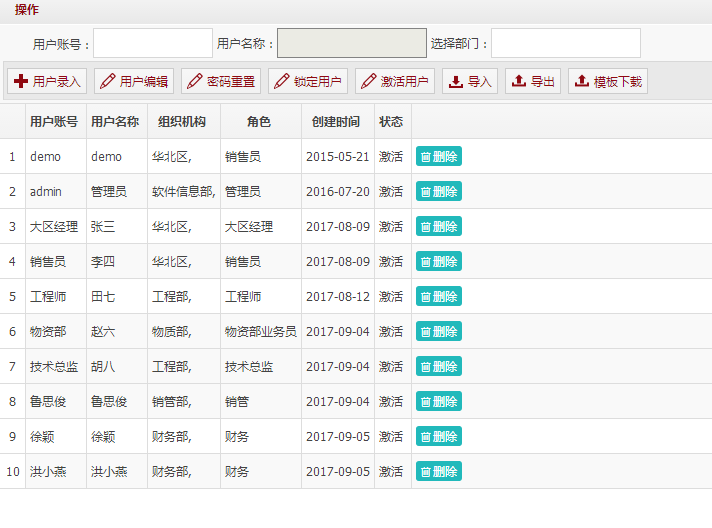 操作
用户账号： 用户名称： 选择部门：
用户录入 用户编辑 密码重置 锁定用户 激活用户 导入 导出 模板下载
用户账号 用户名称 组织机构 角色 创建时间 状态
1 demo demo 华北区, 销售员 2015-05-21 激活 删除
2 admin 管理员 软件信息部, 管理员 2016-07-20 激活 删除
3 大区经理 张三 华北区, 大区经理 2017-08-09 激活 删除
4 销售员 李四 华北区, 销售员 2017-08-09 激活 删除
5 工程师 田七 工程部, 工程师 2017-08-12 激活 删除
6 物资部 赵六 物质部, 物资部业务员 2017-09-04 激活 删除
7 技术总监 胡八 工程部, 技术总监 2017-09-04 激活 删除
8 鲁思俊 鲁思俊 销管部, 销管 2017-09-04 激活 删除
9 徐颖 徐颖 财务部, 财务 2017-09-05 激活 删除
10 洪小燕 洪小燕 财务部, 财务 2017-09-05 激活 删除